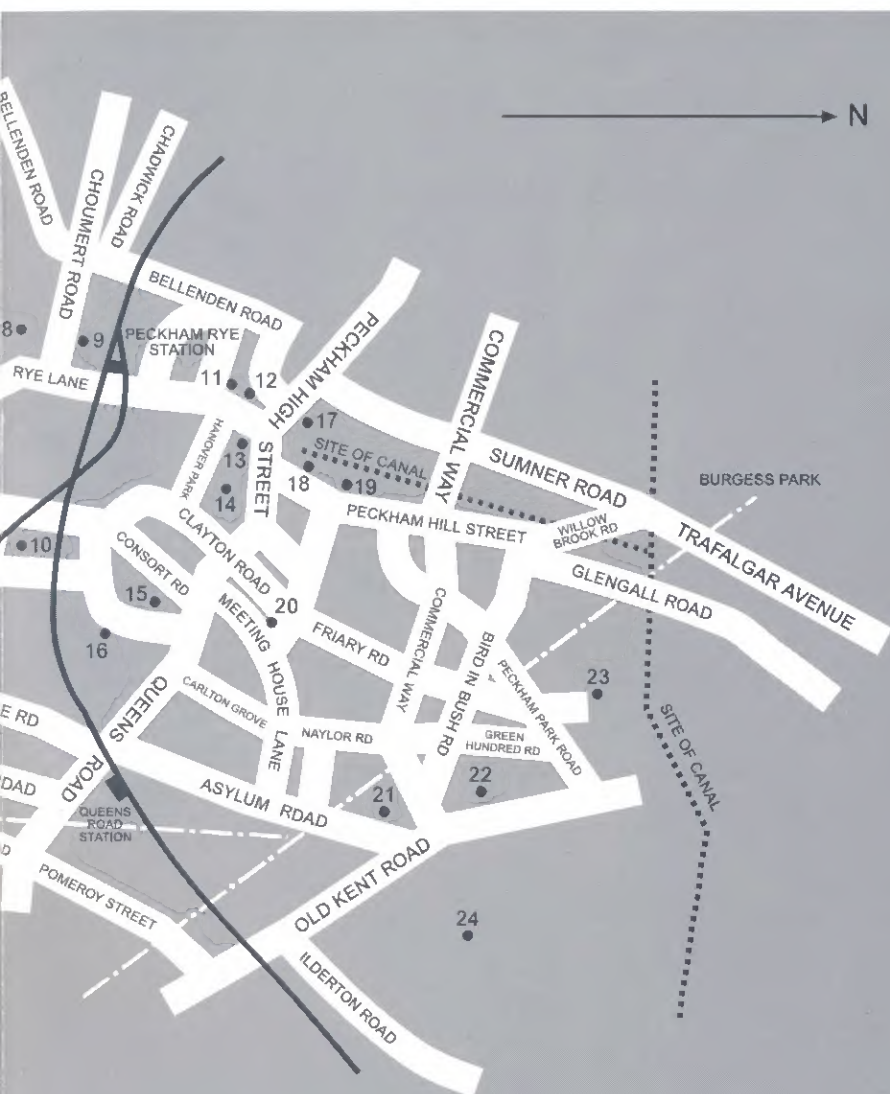 N
BELLENDEN ROAD
CHOUMERT ROAD
CHADWICK ROAD
BELLENDEN ROAD
8
9
PECKHAM RYE
STATION
RYE LANE
11
12
PECKHAM HIGH
STREET
COMMERCIAL WAY
17
SITE OF CANAL
SUMNER ROAD
BURGESS PARK
HANOVER PARK
13
14
18
19
PECKHAM HILL STREET
WILLOW
BROOK RD
TRAFALGAR AVENUE
10
CONSORT RD
CLAYTON ROAD
15
16
MEETING HOUSE LANE
20
FRIARY RD
COMMERCIAL WAY
BIRD IN BUSH RD
PECKHAM PARK ROAD
GLENGALL ROAD
23
SITE OF CANAL
QUEENS ROAD
CARLTON GROVE
NAYLOR RD
GREEN
HUNDRED RD
E RD
OAD
D
QUEENS
ROAD
STATION
ASYLUM ROAD
21
22
POMEROY STREET
OLD KENT ROAD
24
ILDERTON ROAD